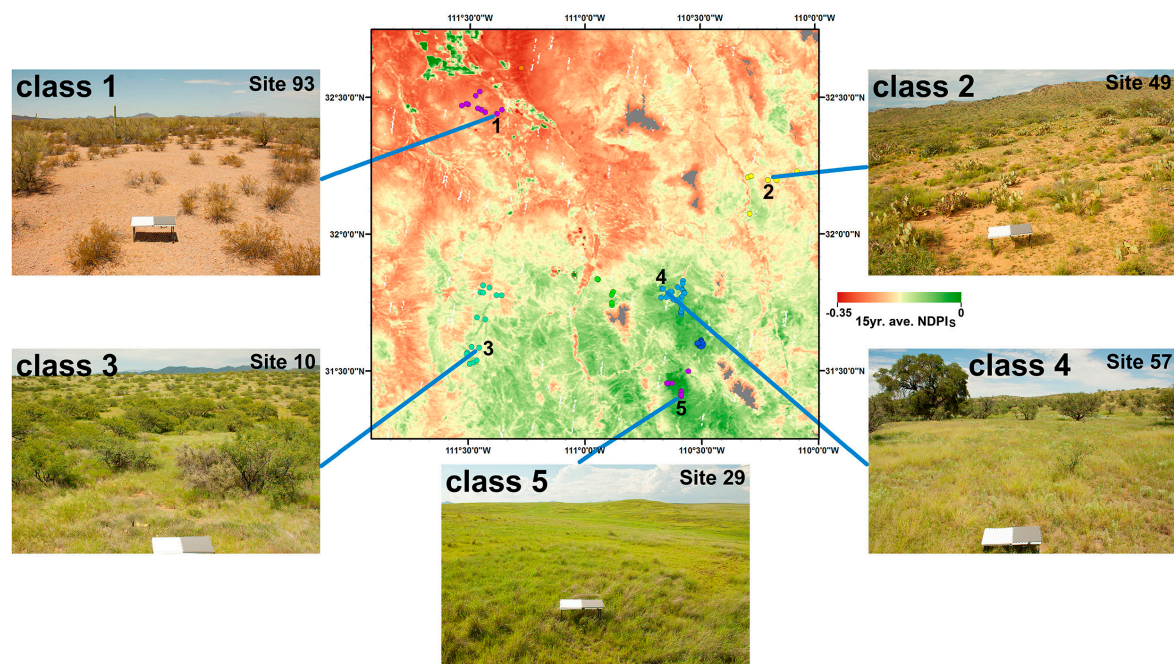 111°30'0"W 111°0'0"W 110°30'0"W 110°0'0"W
class 1 Site 93
class 2 Site 49
32°30'0"N 32°30'0"N
1
2
32°0'0"N 32°0'0"N
4
-0.35 0
15yr. ave. NDPIs
3
class 3 Site 10
class 4 Site 57
31°30'0"N 31°30'0"N
5
111°30'0"W 111°0'0"W 110°30'0"W 110°0'0"W
class 5 Site 29